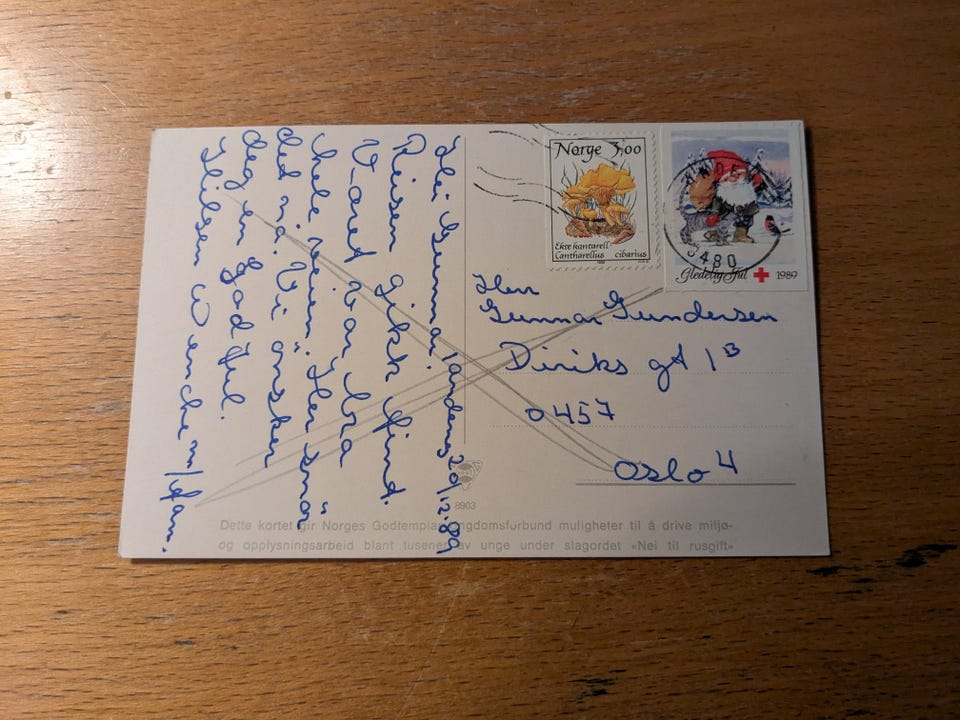 Hei Gunnar! 20/12.89
Reisen gikk fint.
Været var bra
hele veien. Her snør
det nå. Vi ønsker
deg en God Jul.
Hilsen Wenche m/fam.
Norge 3,00
Ekte kantarell
Cantharellus cibarius
3480
Gledelig Jul 1989
Herr
Gunnar Gundersen
Diriks gt 1B
0457
Oslo 4
8903
Dette kortet gir Norges Godtemplar Ungdomsforbund muligheter til å drive miljø-
og opplysningsarbeid blant tusener av unge under slagordet «Nei til rusgift»